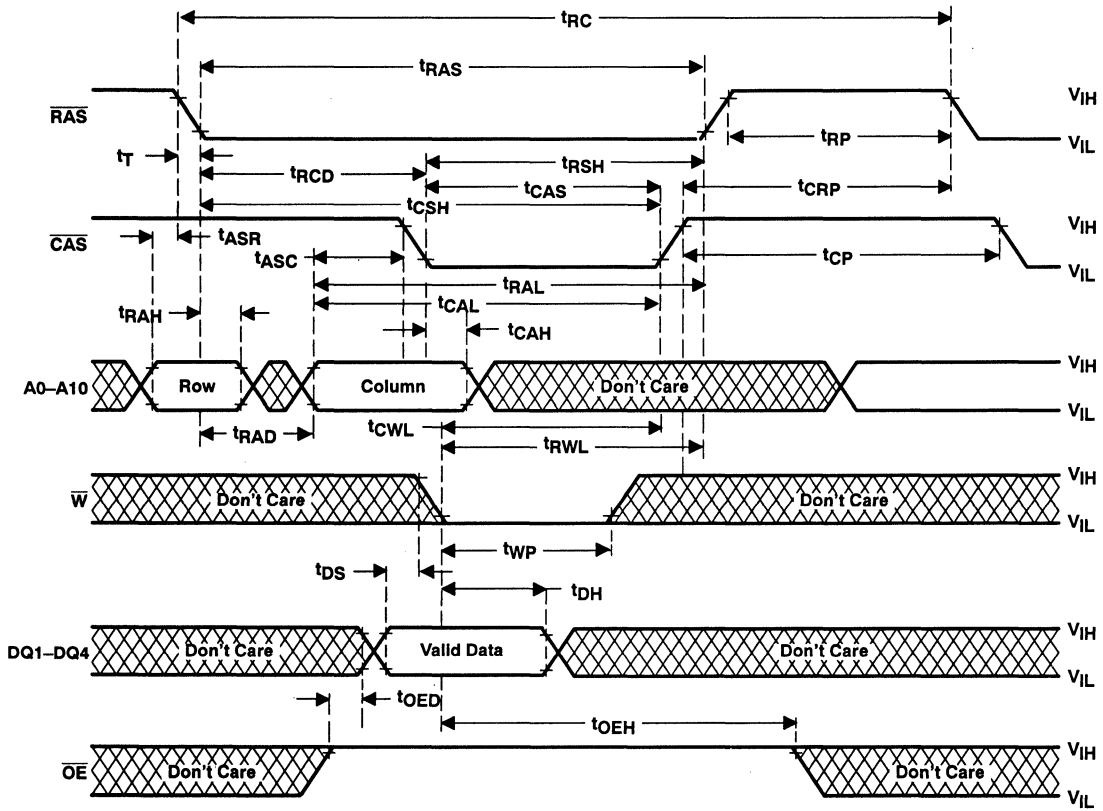 tRC
tRAS
RAS
VIH
VIL
tRP
tT
tRCD
tRSH
tCAS
tCRP
tCSH
CAS
VIH
VIL
tASR
tASC
tCP
tRAL
tRAH
tCAL
tCAH
A0–A10
Row
Column
Don't Care
VIH
VIL
tRAD
tCWL
tRWL
W
Don't Care
Don't Care
VIH
VIL
tWP
tDS
tDH
DQ1–DQ4
Don't Care
Valid Data
Don't Care
VIH
VIL
tOED
tOEH
OE
Don't Care
Don't Care
VIH
VIL